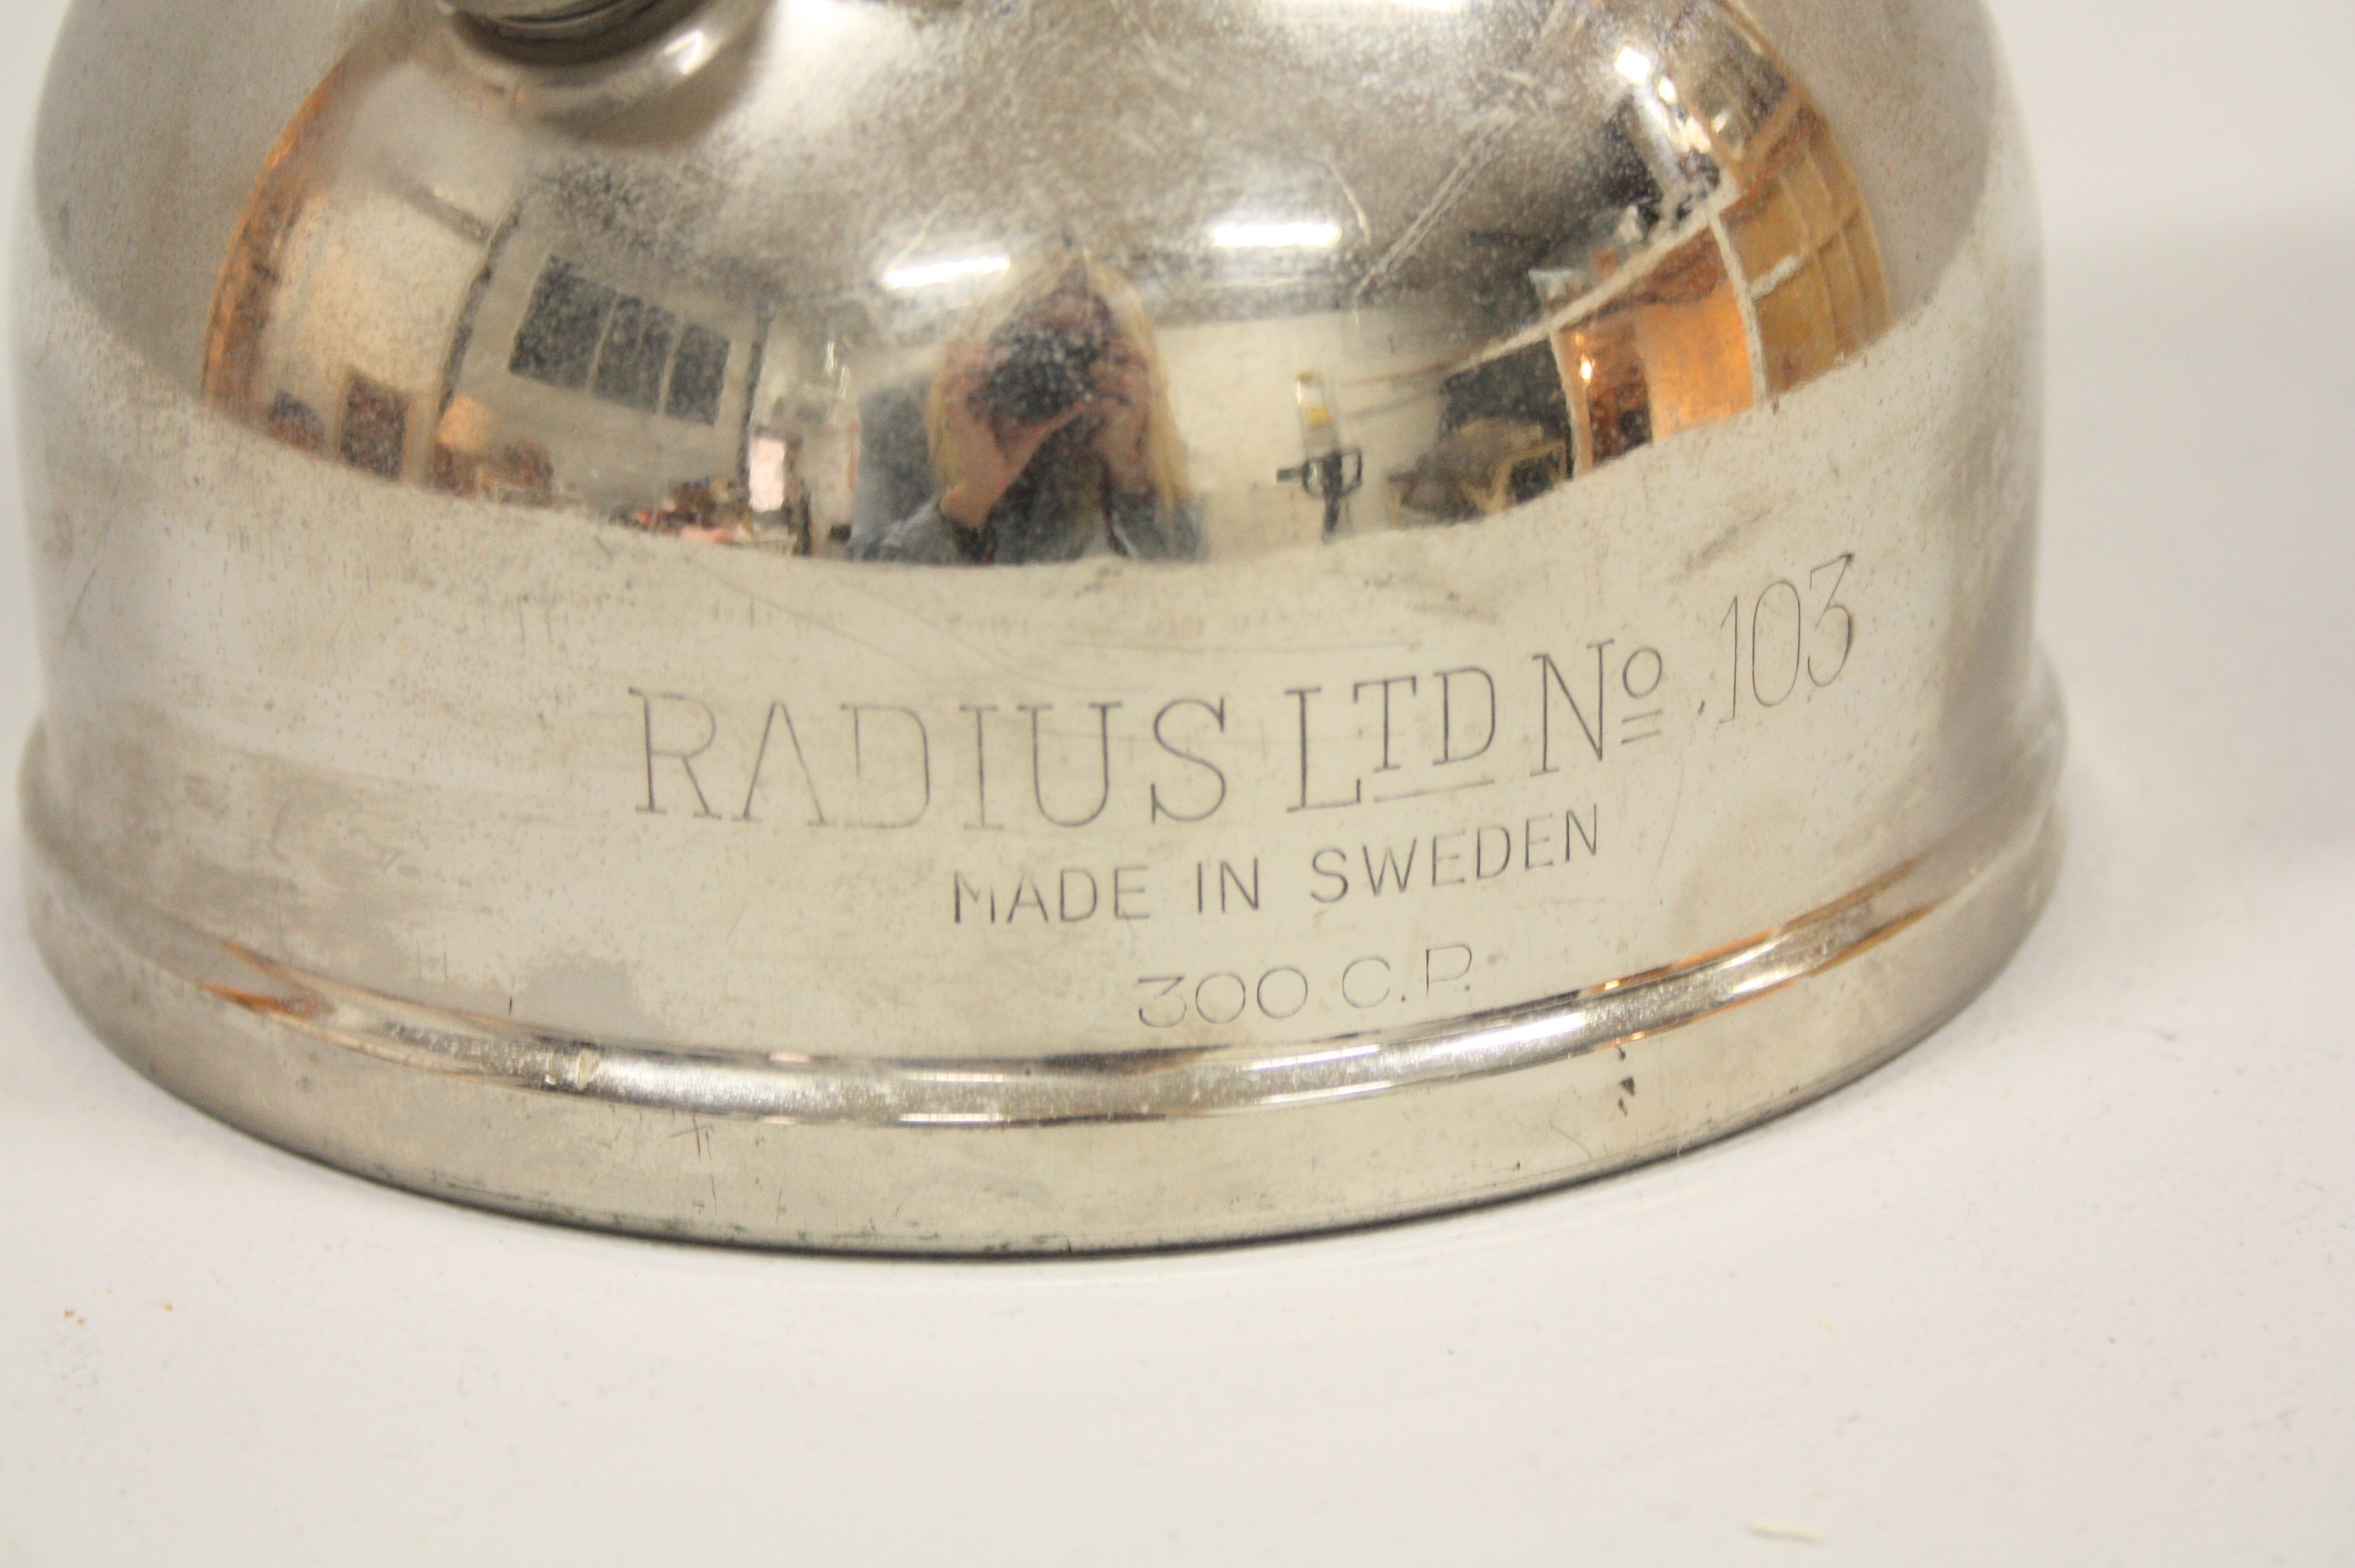 RADIUS LTD No. 103
MADE IN SWEDEN
300 C.P.